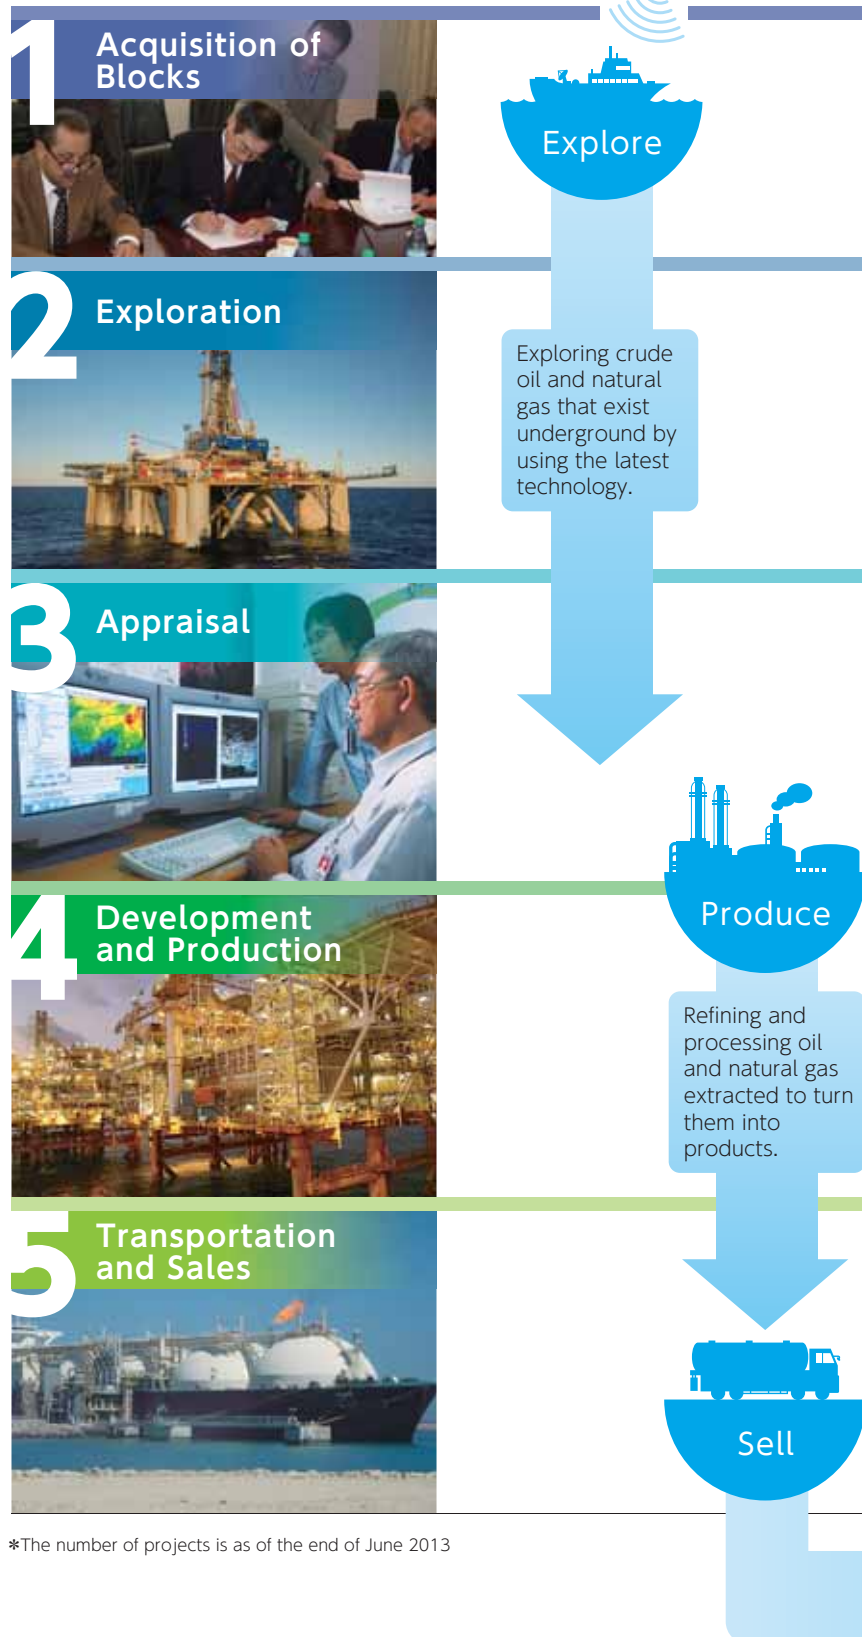 1
Acquisition of
Blocks
Explore
2
Exploration
Exploring crude
oil and natural
gas that exist
underground by
using the latest
technology.
3
Appraisal
4
Development
and Production
Produce
Refining and
processing oil
and natural gas
extracted to turn
them into
products.
5
Transportation
and Sales
Sell
*The number of projects is as of the end of June 2013